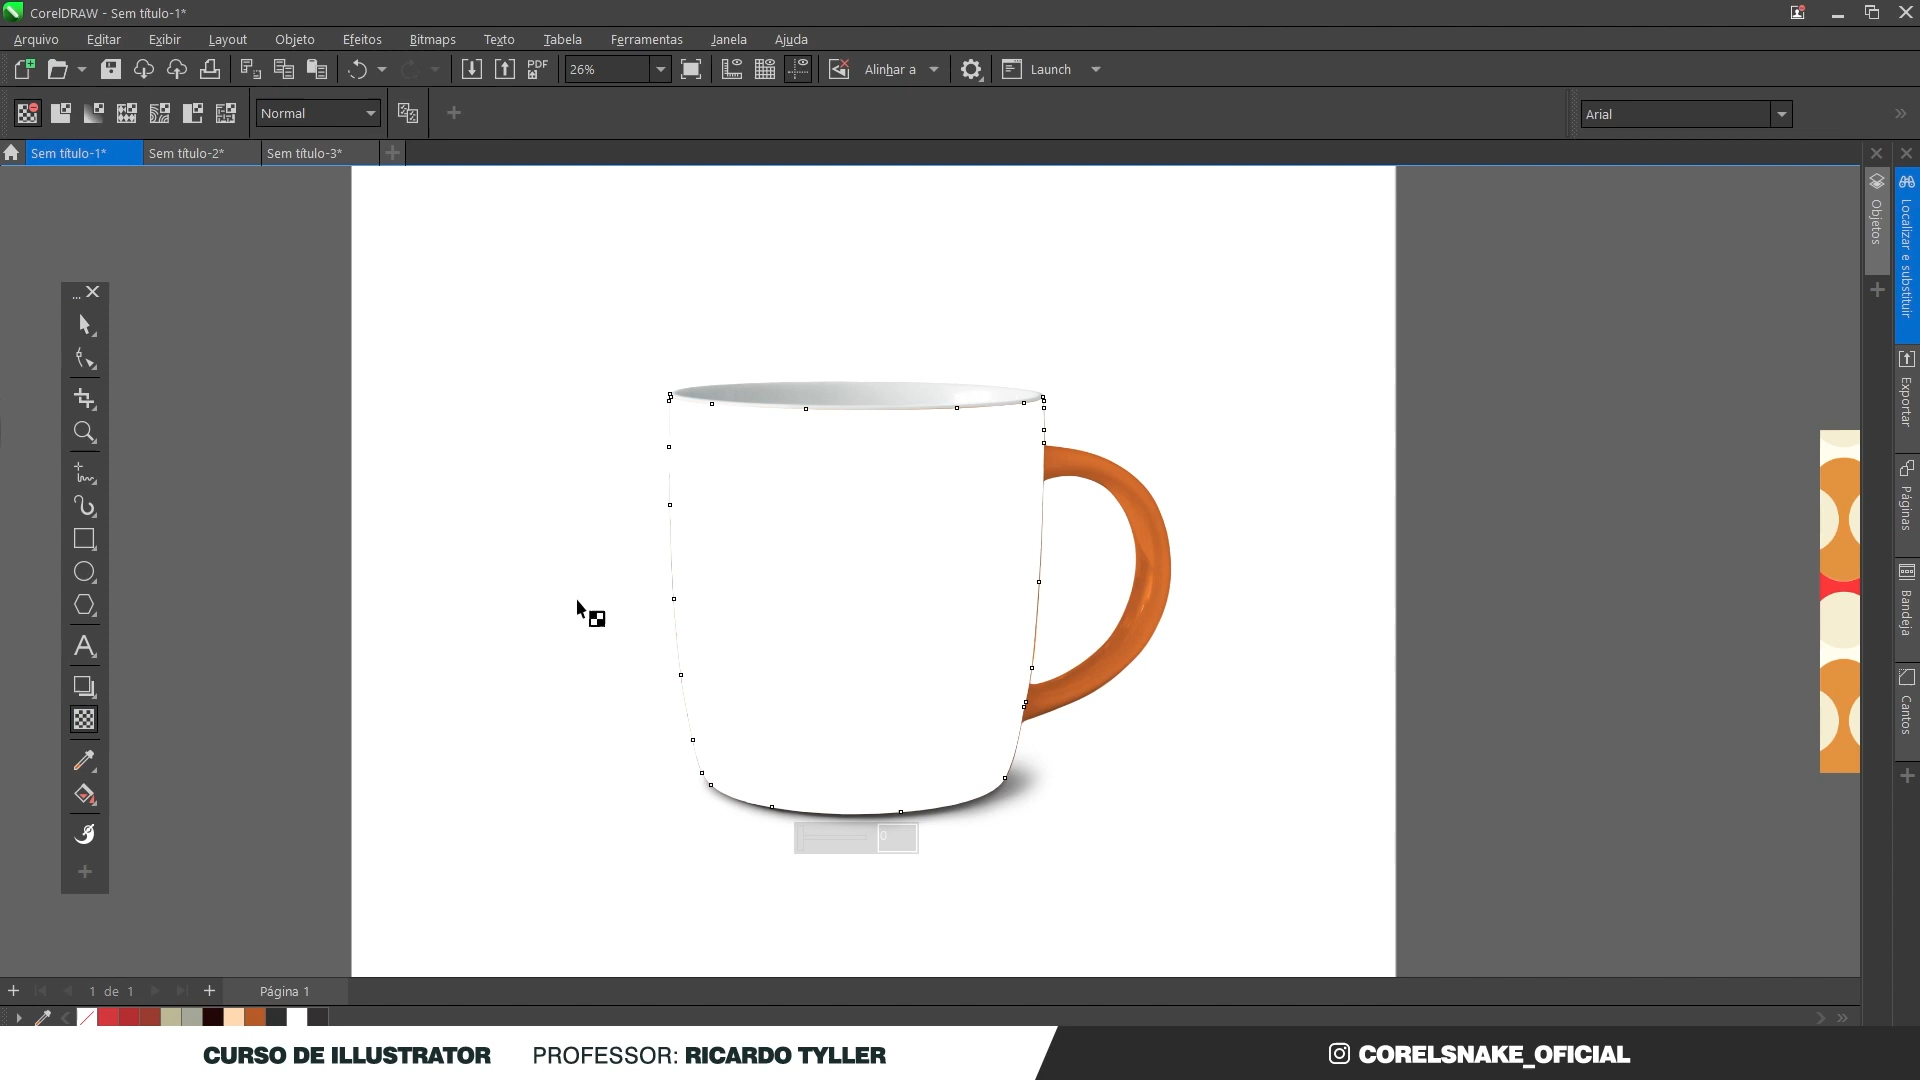 CorelDRAW - Sem título-1*
Arquivo Editar Exibir Layout Objeto Efeitos Bitmaps Texto Tabela Ferramentas Janela Ajuda
PDF 26% Alinhar a Launch
Normal Arial
Sem título-1* Sem título-2* Sem título-3*
Objetos
Localizar e substituir
Exportar
Páginas
Bandeja
Cantos
0
1 de 1 Página 1
CURSO DE ILLUSTRATOR PROFESSOR: RICARDO TYLLER CORELSNAKE_OFICIAL